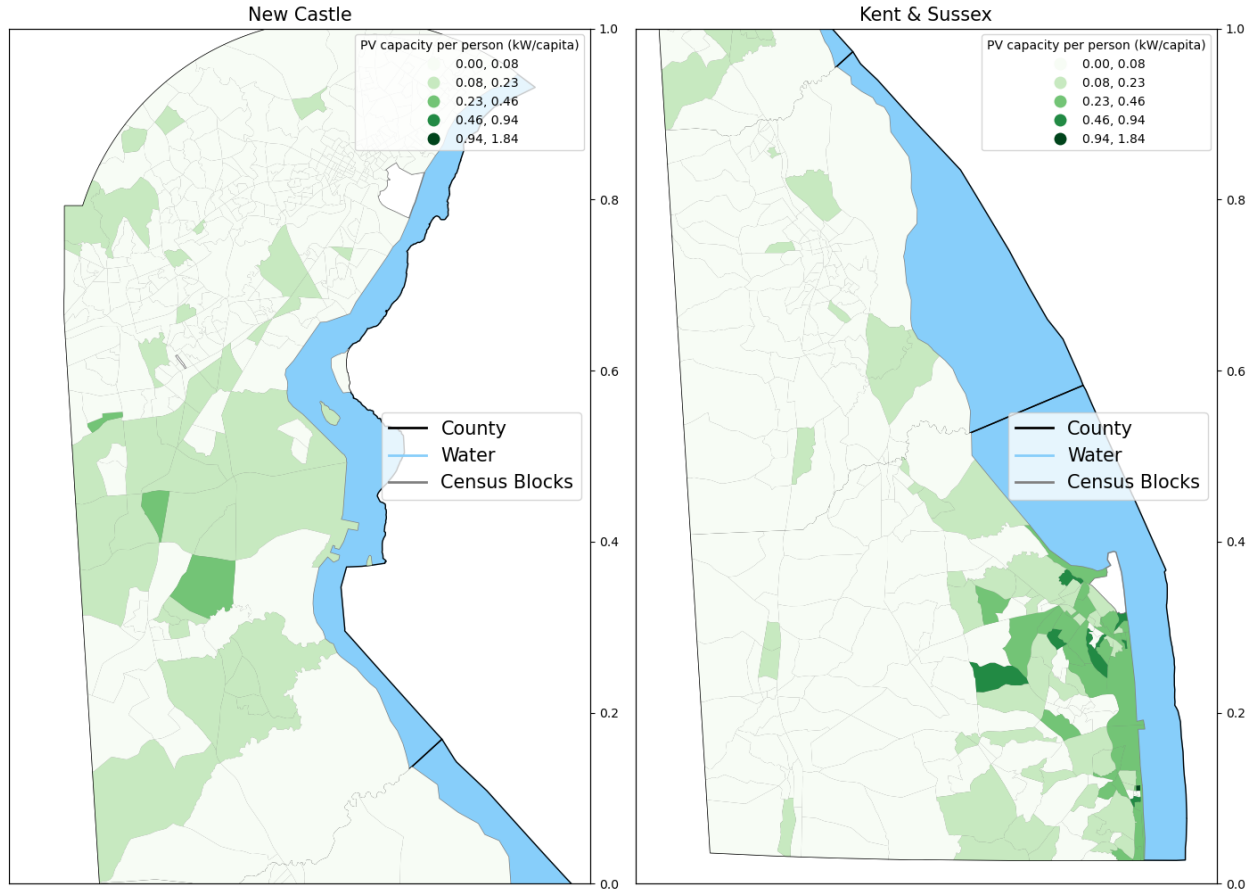 New Castle
PV capacity per person (kW/capita)
0.00, 0.08
0.08, 0.23
0.23, 0.46
0.46, 0.94
0.94, 1.84
County
Water
Census Blocks
1.0
0.8
0.6
0.4
0.2
0.0
Kent & Sussex
PV capacity per person (kW/capita)
0.00, 0.08
0.08, 0.23
0.23, 0.46
0.46, 0.94
0.94, 1.84
County
Water
Census Blocks
1.0
0.8
0.6
0.4
0.2
0.0